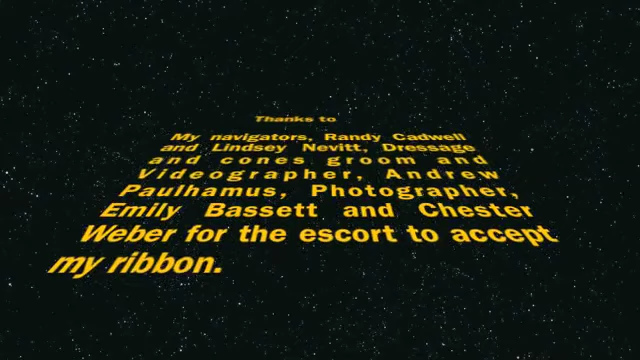 Thanks to
My navigators, Randy Cadwell
and Lindsey Nevitt, Dressage
and cones groom and
Videographer, Andrew
Paulhamus, Photographer,
Emily Bassett and Chester
Weber for the escort to accept
my ribbon.